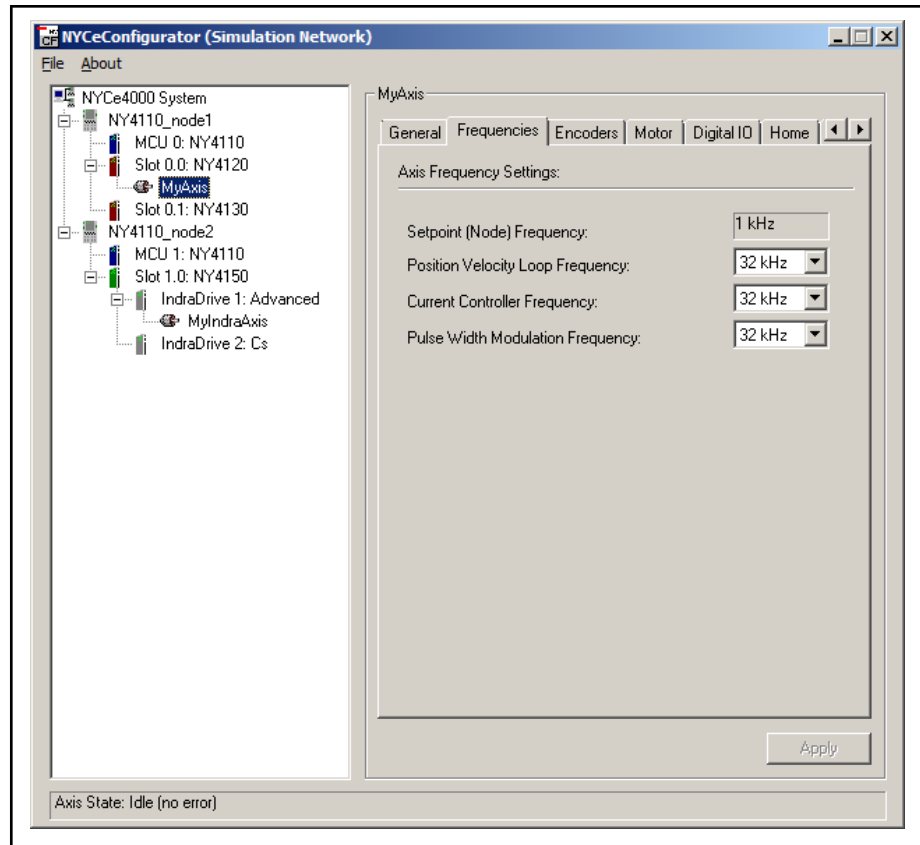 NYCeConfigurator (Simulation Network)
File About
NYCe4000 System
NY4110_node1
MCU 0: NY4110
Slot 0.0: NY4120
MyAxis
Slot 0.1: NY4130
NY4110_node2
MCU 1: NY4110
Slot 1.0: NY4150
IndraDrive 1: Advanced
MyIndraAxis
IndraDrive 2: Cs
MyAxis
General Frequencies Encoders Motor Digital IO Home
Axis Frequency Settings:
Setpoint (Node) Frequency: 1 kHz
Position Velocity Loop Frequency: 32 kHz
Current Controller Frequency: 32 kHz
Pulse Width Modulation Frequency: 32 kHz
Apply
Axis State: Idle (no error)